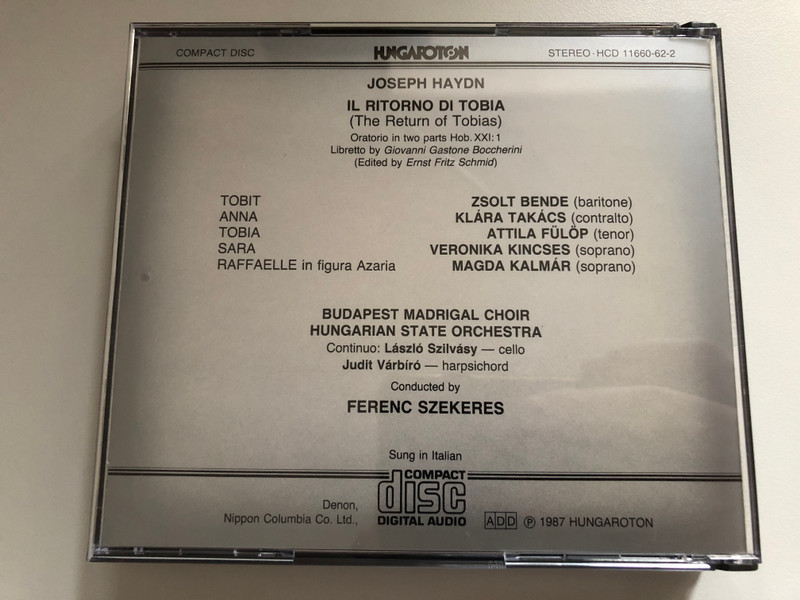 COMPACT DISC HUNGAROTON STEREO · HCD 11660-62-2
JOSEPH HAYDN
IL RITORNO DI TOBIA
(The Return of Tobias)
Oratorio in two parts Hob. XXI: 1
Libretto by Giovanni Gastone Boccherini
(Edited by Ernst Fritz Schmid)
TOBIT ZSOLT BENDE (baritone)
ANNA KLÁRA TAKÁCS (contralto)
TOBIA ATTILA FÜLÖP (tenor)
SARA VERONIKA KINCSES (soprano)
RAFFAELLE in figura Azaria MAGDA KALMÁR (soprano)
BUDAPEST MADRIGAL CHOIR
HUNGARIAN STATE ORCHESTRA
Continuo: László Szilvásy — cello
Judit Várbíró — harpsichord
Conducted by
FERENC SZEKERES
Sung in Italian
COMPACT
disc
DIGITAL AUDIO
Denon,
Nippon Columbia Co. Ltd.,
ADD ℗ 1987 HUNGAROTON